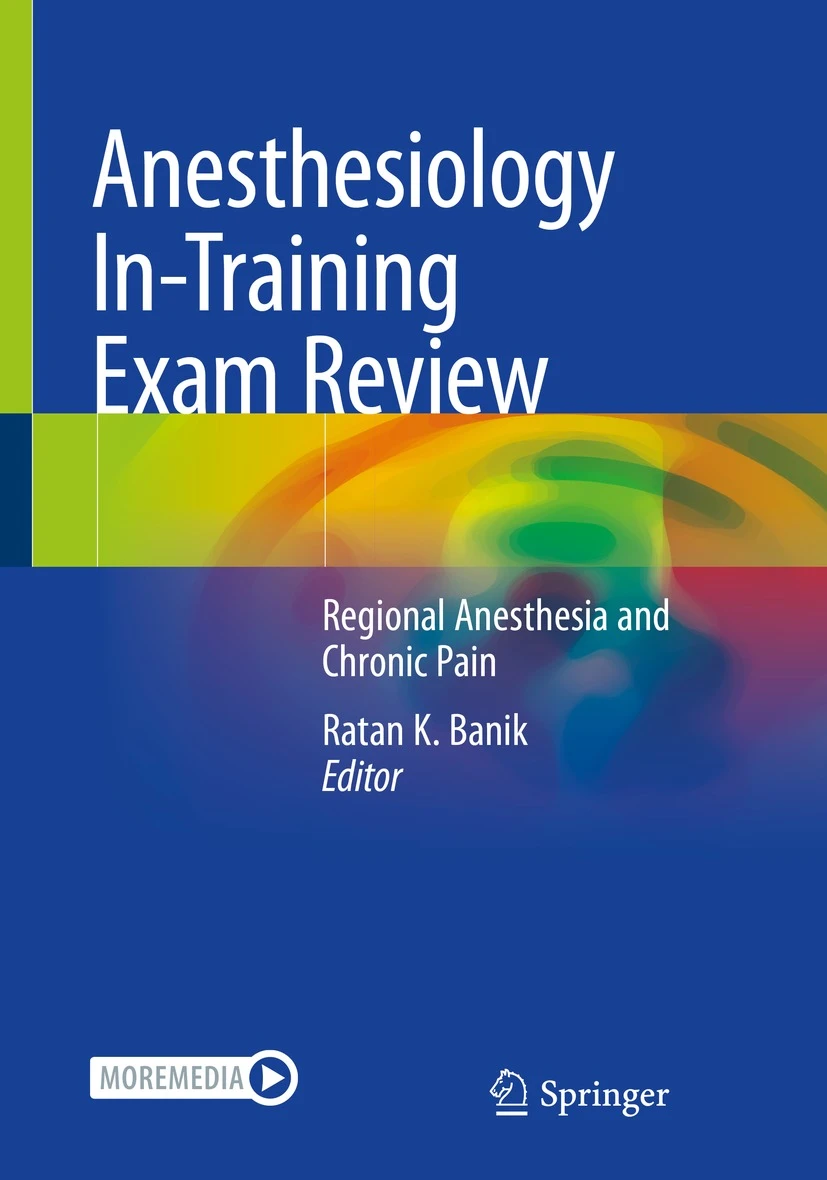 Anesthesiology
In-Training
Exam Review
Regional Anesthesia and
Chronic Pain
Ratan K. Banik
Editor
MOREMEDIA
Springer